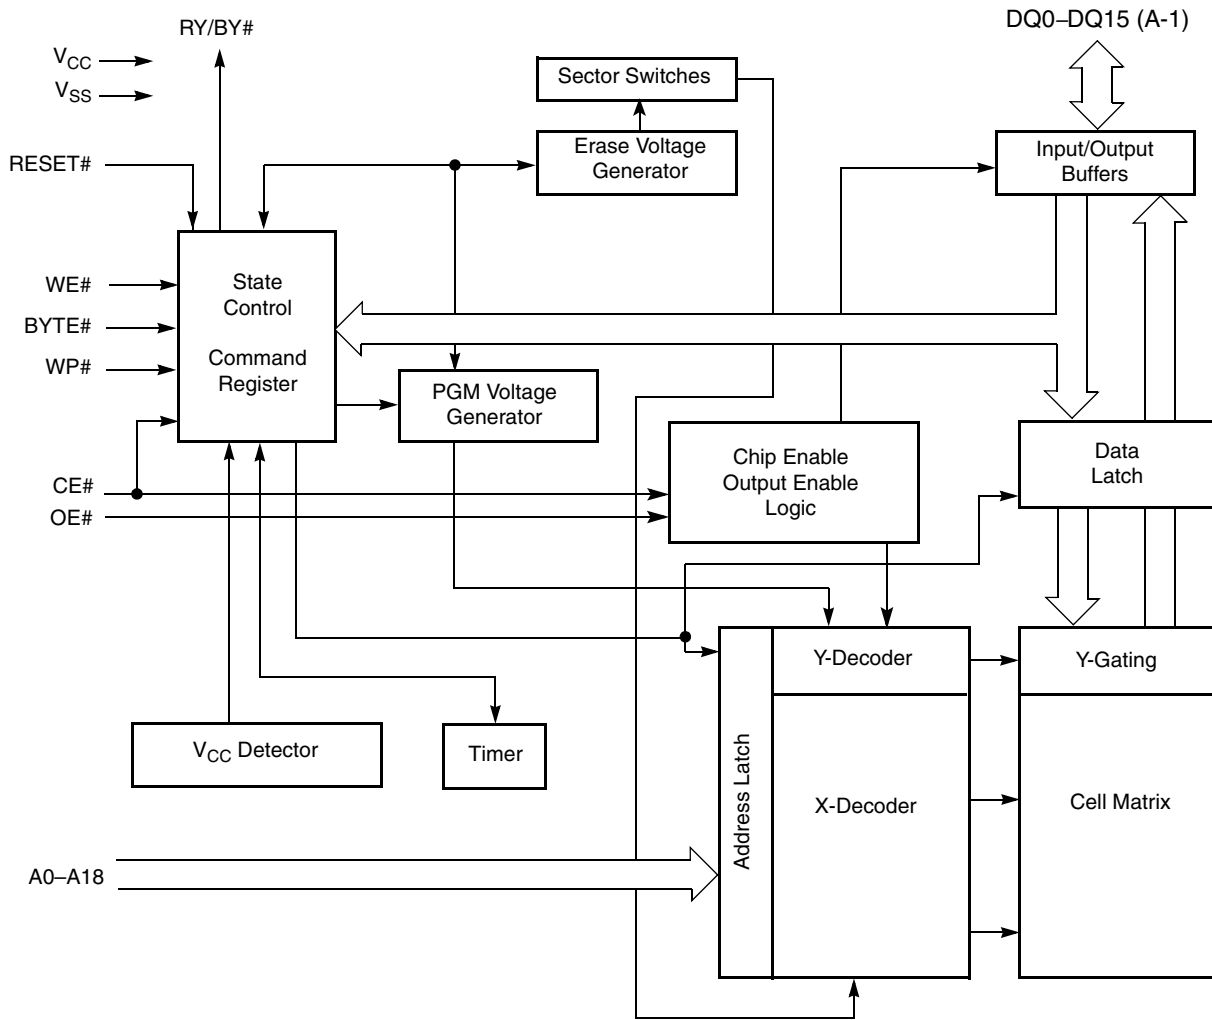 RY/BY#
DQ0–DQ15 (A-1)
VCC
VSS
Sector Switches
RESET#
Erase Voltage
Generator
Input/Output
Buffers
WE#
BYTE#
WP#
State
Control
Command
Register
PGM Voltage
Generator
CE#
OE#
Chip Enable
Output Enable
Logic
Data
Latch
Y-Decoder
Y-Gating
VCC Detector
Timer
Address Latch
X-Decoder
Cell Matrix
A0–A18